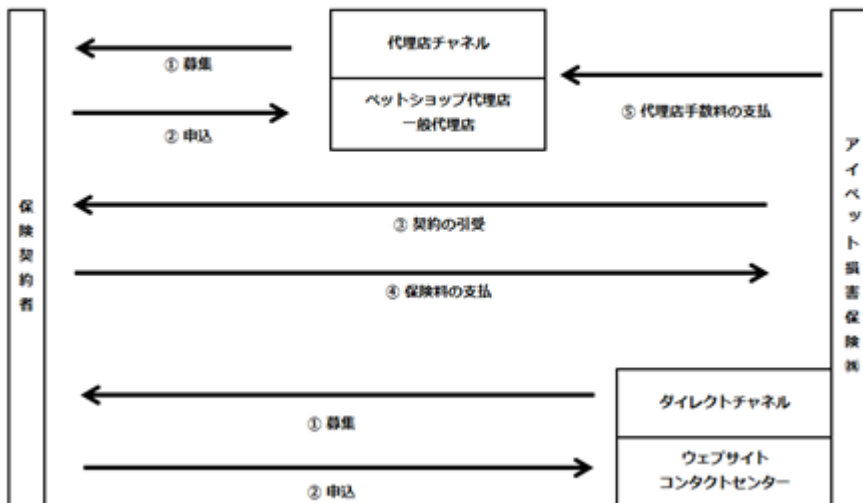 代理店チャネル
① 募集
ペットショップ代理店
一般代理店
② 申込
⑤ 代理店手数料の支払
保険契約者
アイペット損害保険㈱
③ 契約の引受
④ 保険料の支払
ダイレクトチャネル
① 募集
ウェブサイト
コンタクトセンター
② 申込